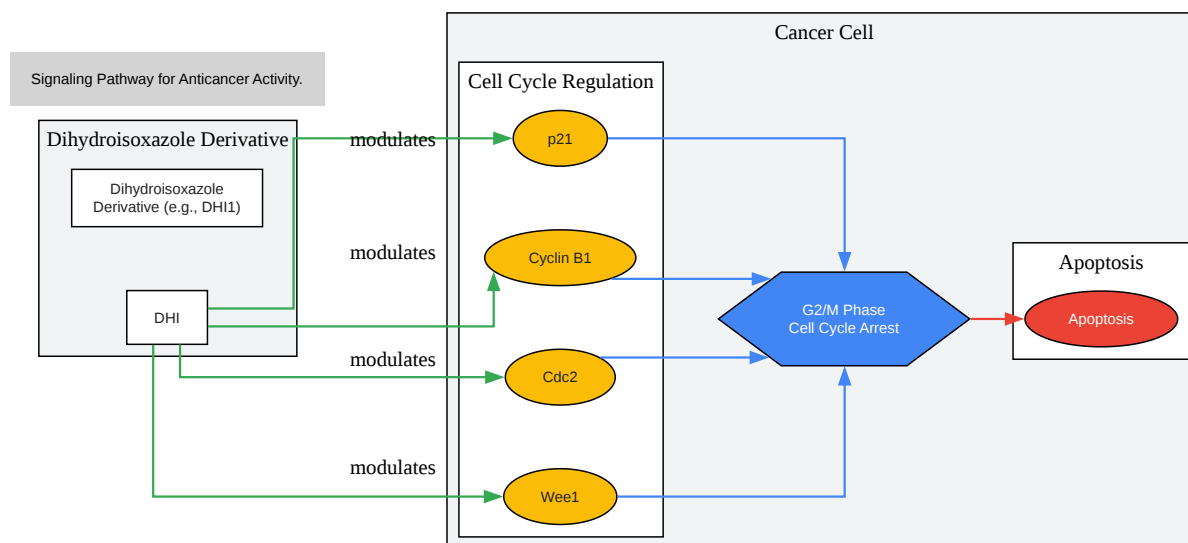 Cancer Cell
Signaling Pathway for Anticancer Activity.
Cell Cycle Regulation
Dihydroisoxazole Derivative
modulates
p21
Dihydroisoxazole
Derivative (e.g., DHI1)
modulates
Cyclin B1
Apoptosis
DHI
G2/M Phase
Cell Cycle Arrest
Apoptosis
modulates
Cdc2
modulates
Wee1